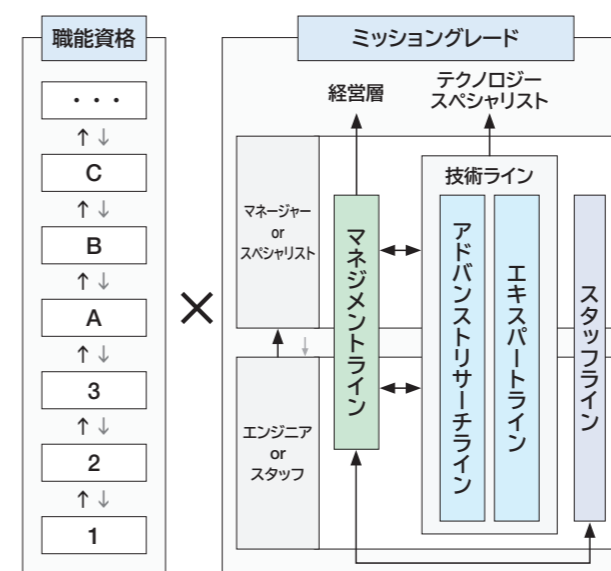 職能資格
・・・
↑↓
C
↑↓
B
↑↓
A
↑↓
3
↑↓
2
↑↓
1
×
ミッショングレード
経営層
テクノロジー
スペシャリスト
マネージャー
or
スペシャリスト
エンジニア
or
スタッフ
マネジメントライン
技術ライン
アドバンストリサーチライン
エキスパートライン
スタッフライン